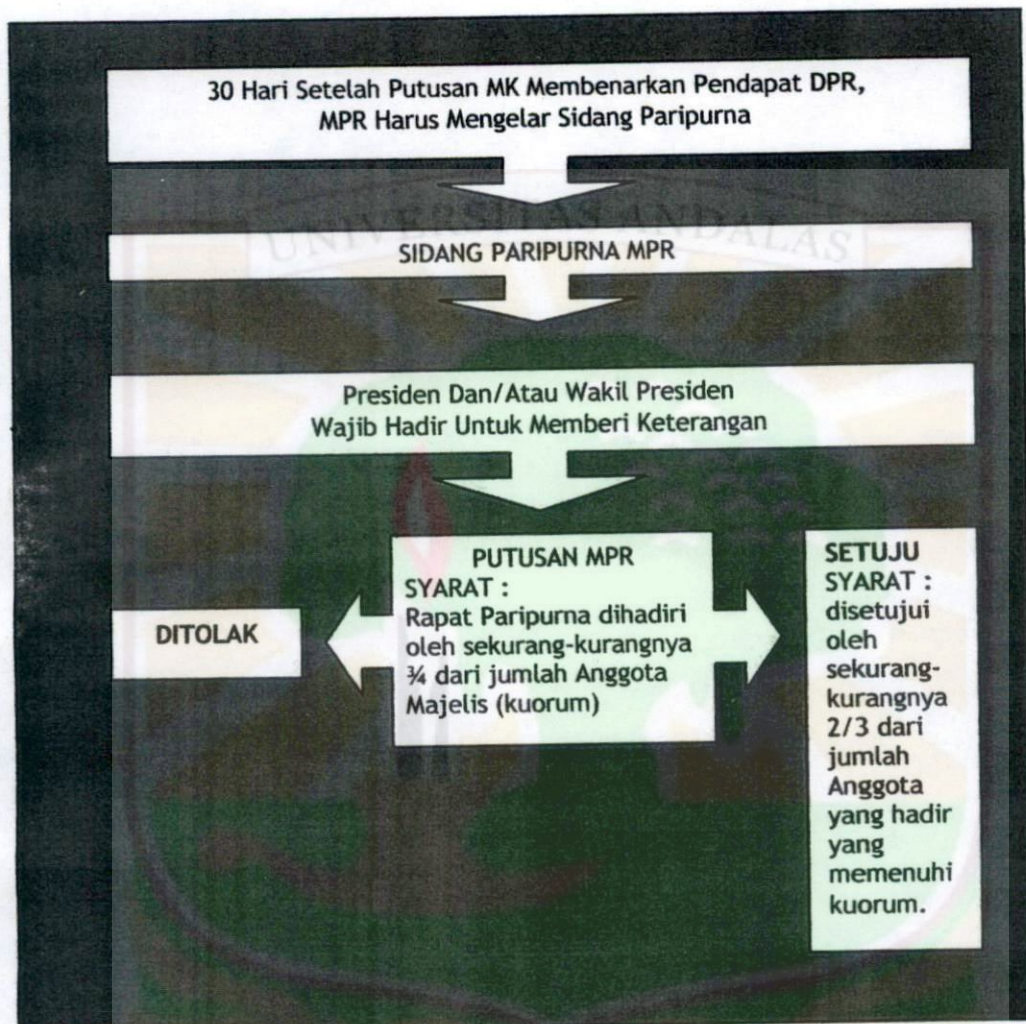 30 Hari Setelah Putusan MK Membenarkan Pendapat DPR,
MPR Harus Mengelar Sidang Paripurna
UNIVERSITAS ANDALAS
SIDANG PARIPURNA MPR
Presiden Dan/Atau Wakil Presiden
Wajib Hadir Untuk Memberi Keterangan
DITOLAK
PUTUSAN MPR
SYARAT :
Rapat Paripurna dihadiri
oleh sekurang-kurangnya
¾ dari jumlah Anggota
Majelis (kuorum)
SETUJU
SYARAT :
disetujui
oleh
sekurang-
kurangnya
2/3 dari
jumlah
Anggota
yang hadir
yang
memenuhi
kuorum.